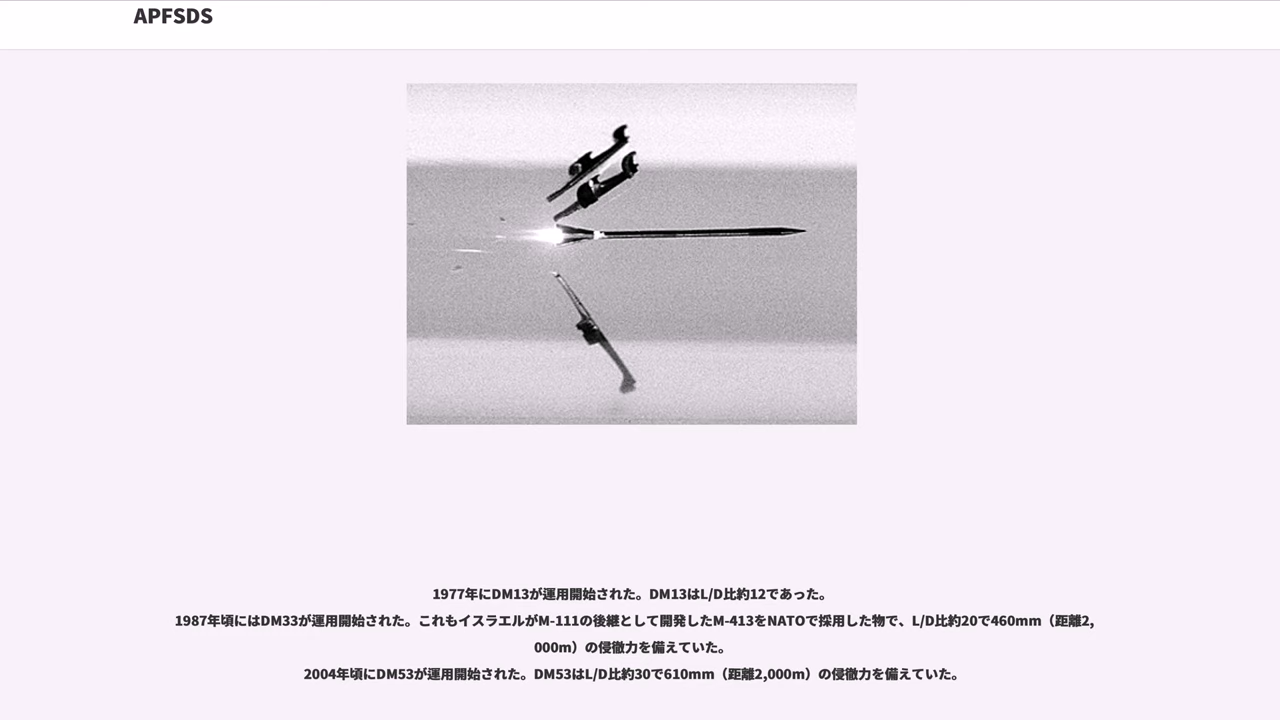 APFSDS
1977年にDM13が運用開始された。DM13はL/D比約12であった。
1987年頃にはDM33が運用開始された。これもイスラエルがM-111の後継として開発したM-413をNATOで採用した物で、L/D比約20で460mm（距離2,
000m）の侵徹力を備えていた。
2004年頃にDM53が運用開始された。DM53はL/D比約30で610mm（距離2,000m）の侵徹力を備えていた。